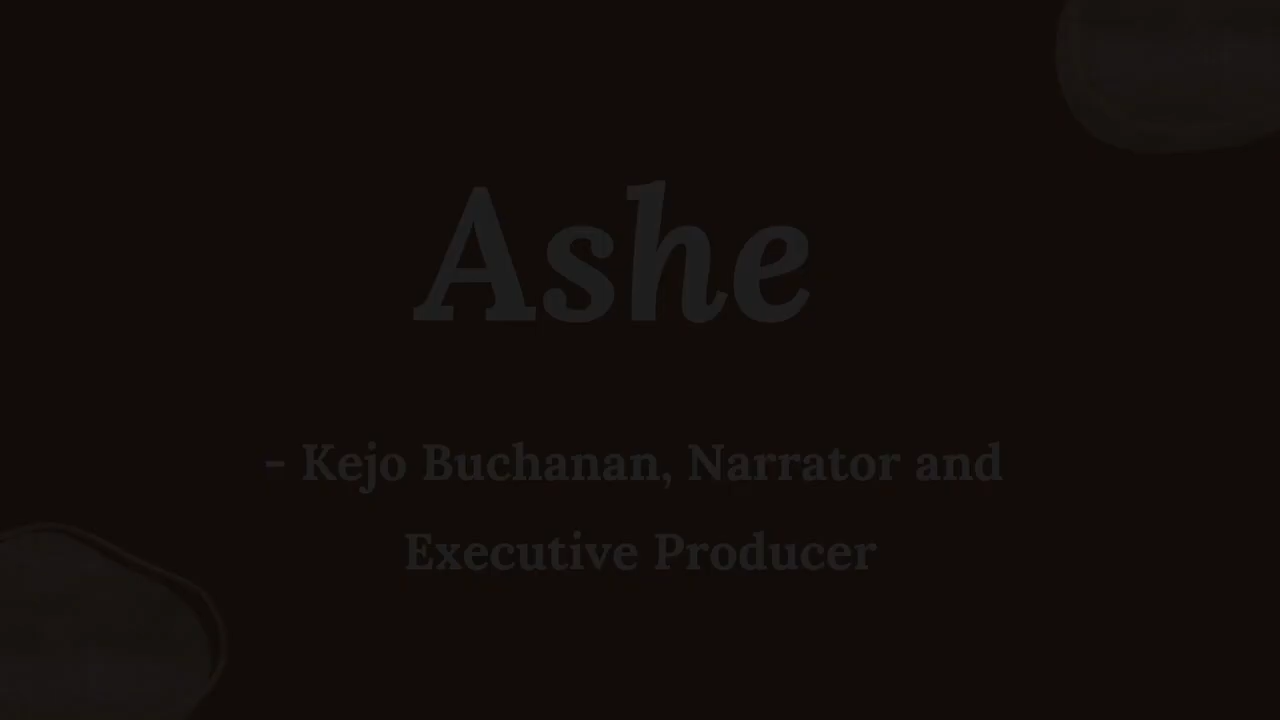 Ashe
- Kejo Buchanan, Narrator and
Executive Producer